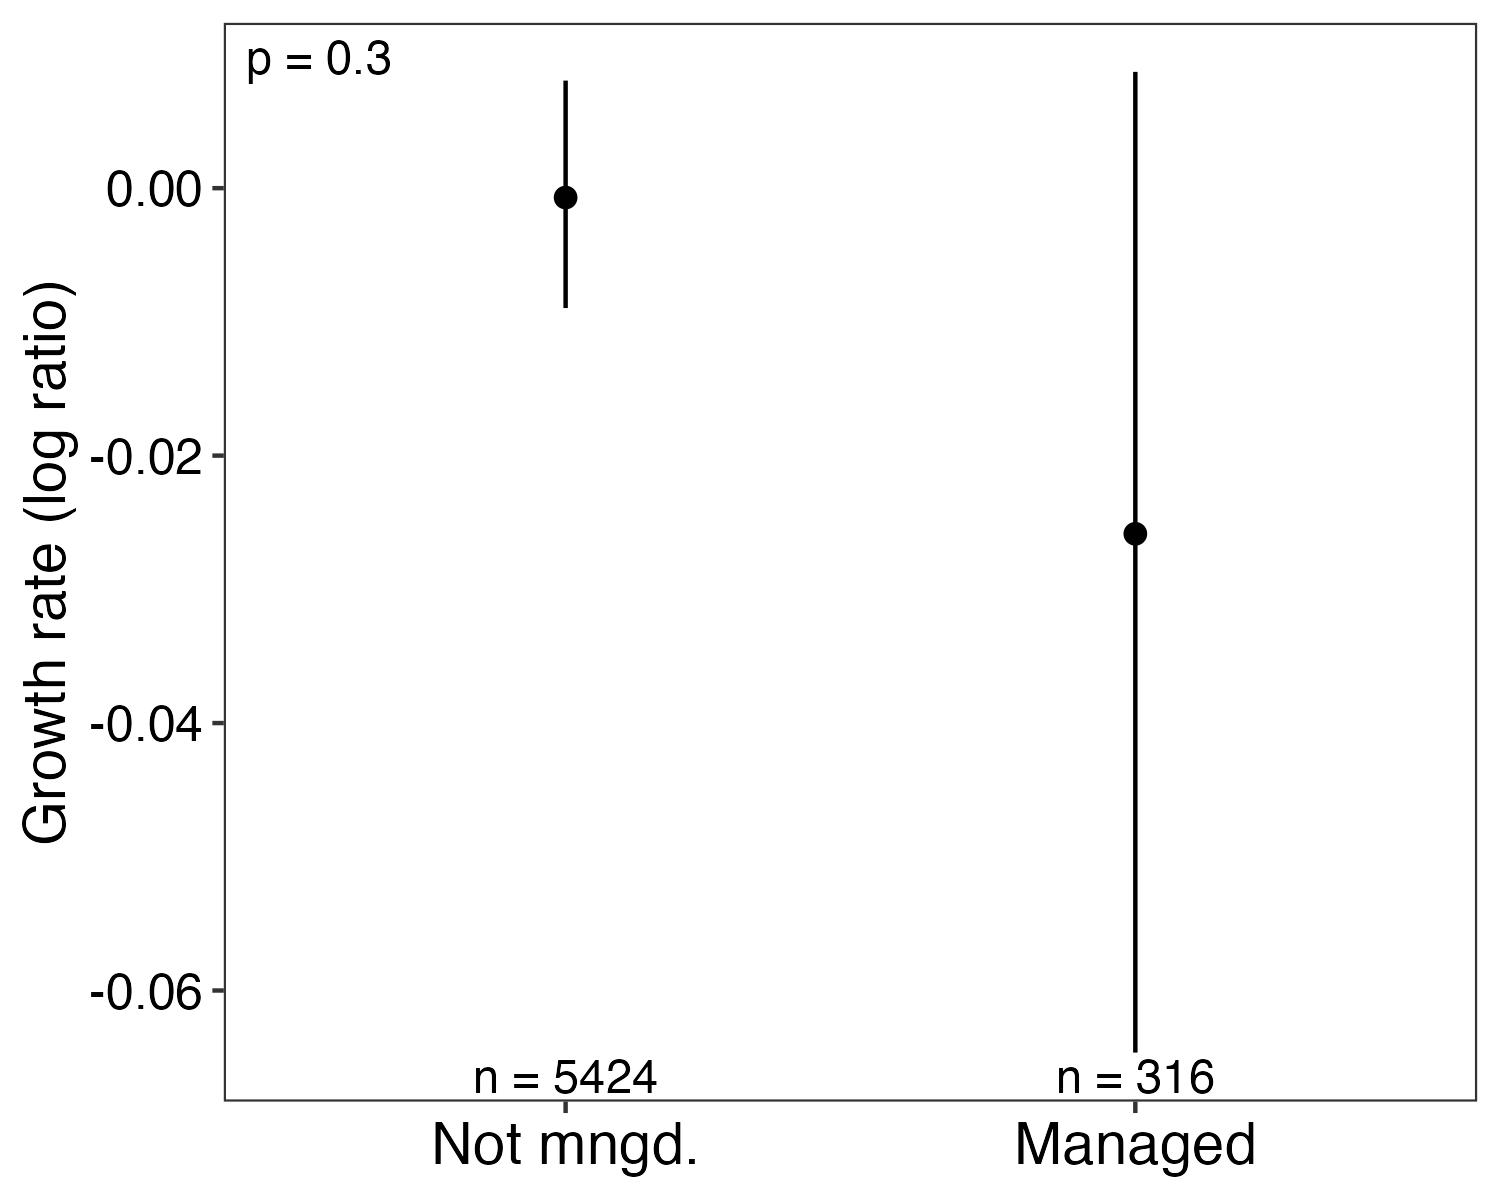 p = 0.3
0.00
-0.02
-0.04
-0.06
Growth rate (log ratio)
n = 5424
n = 316
Not mngd.
Managed